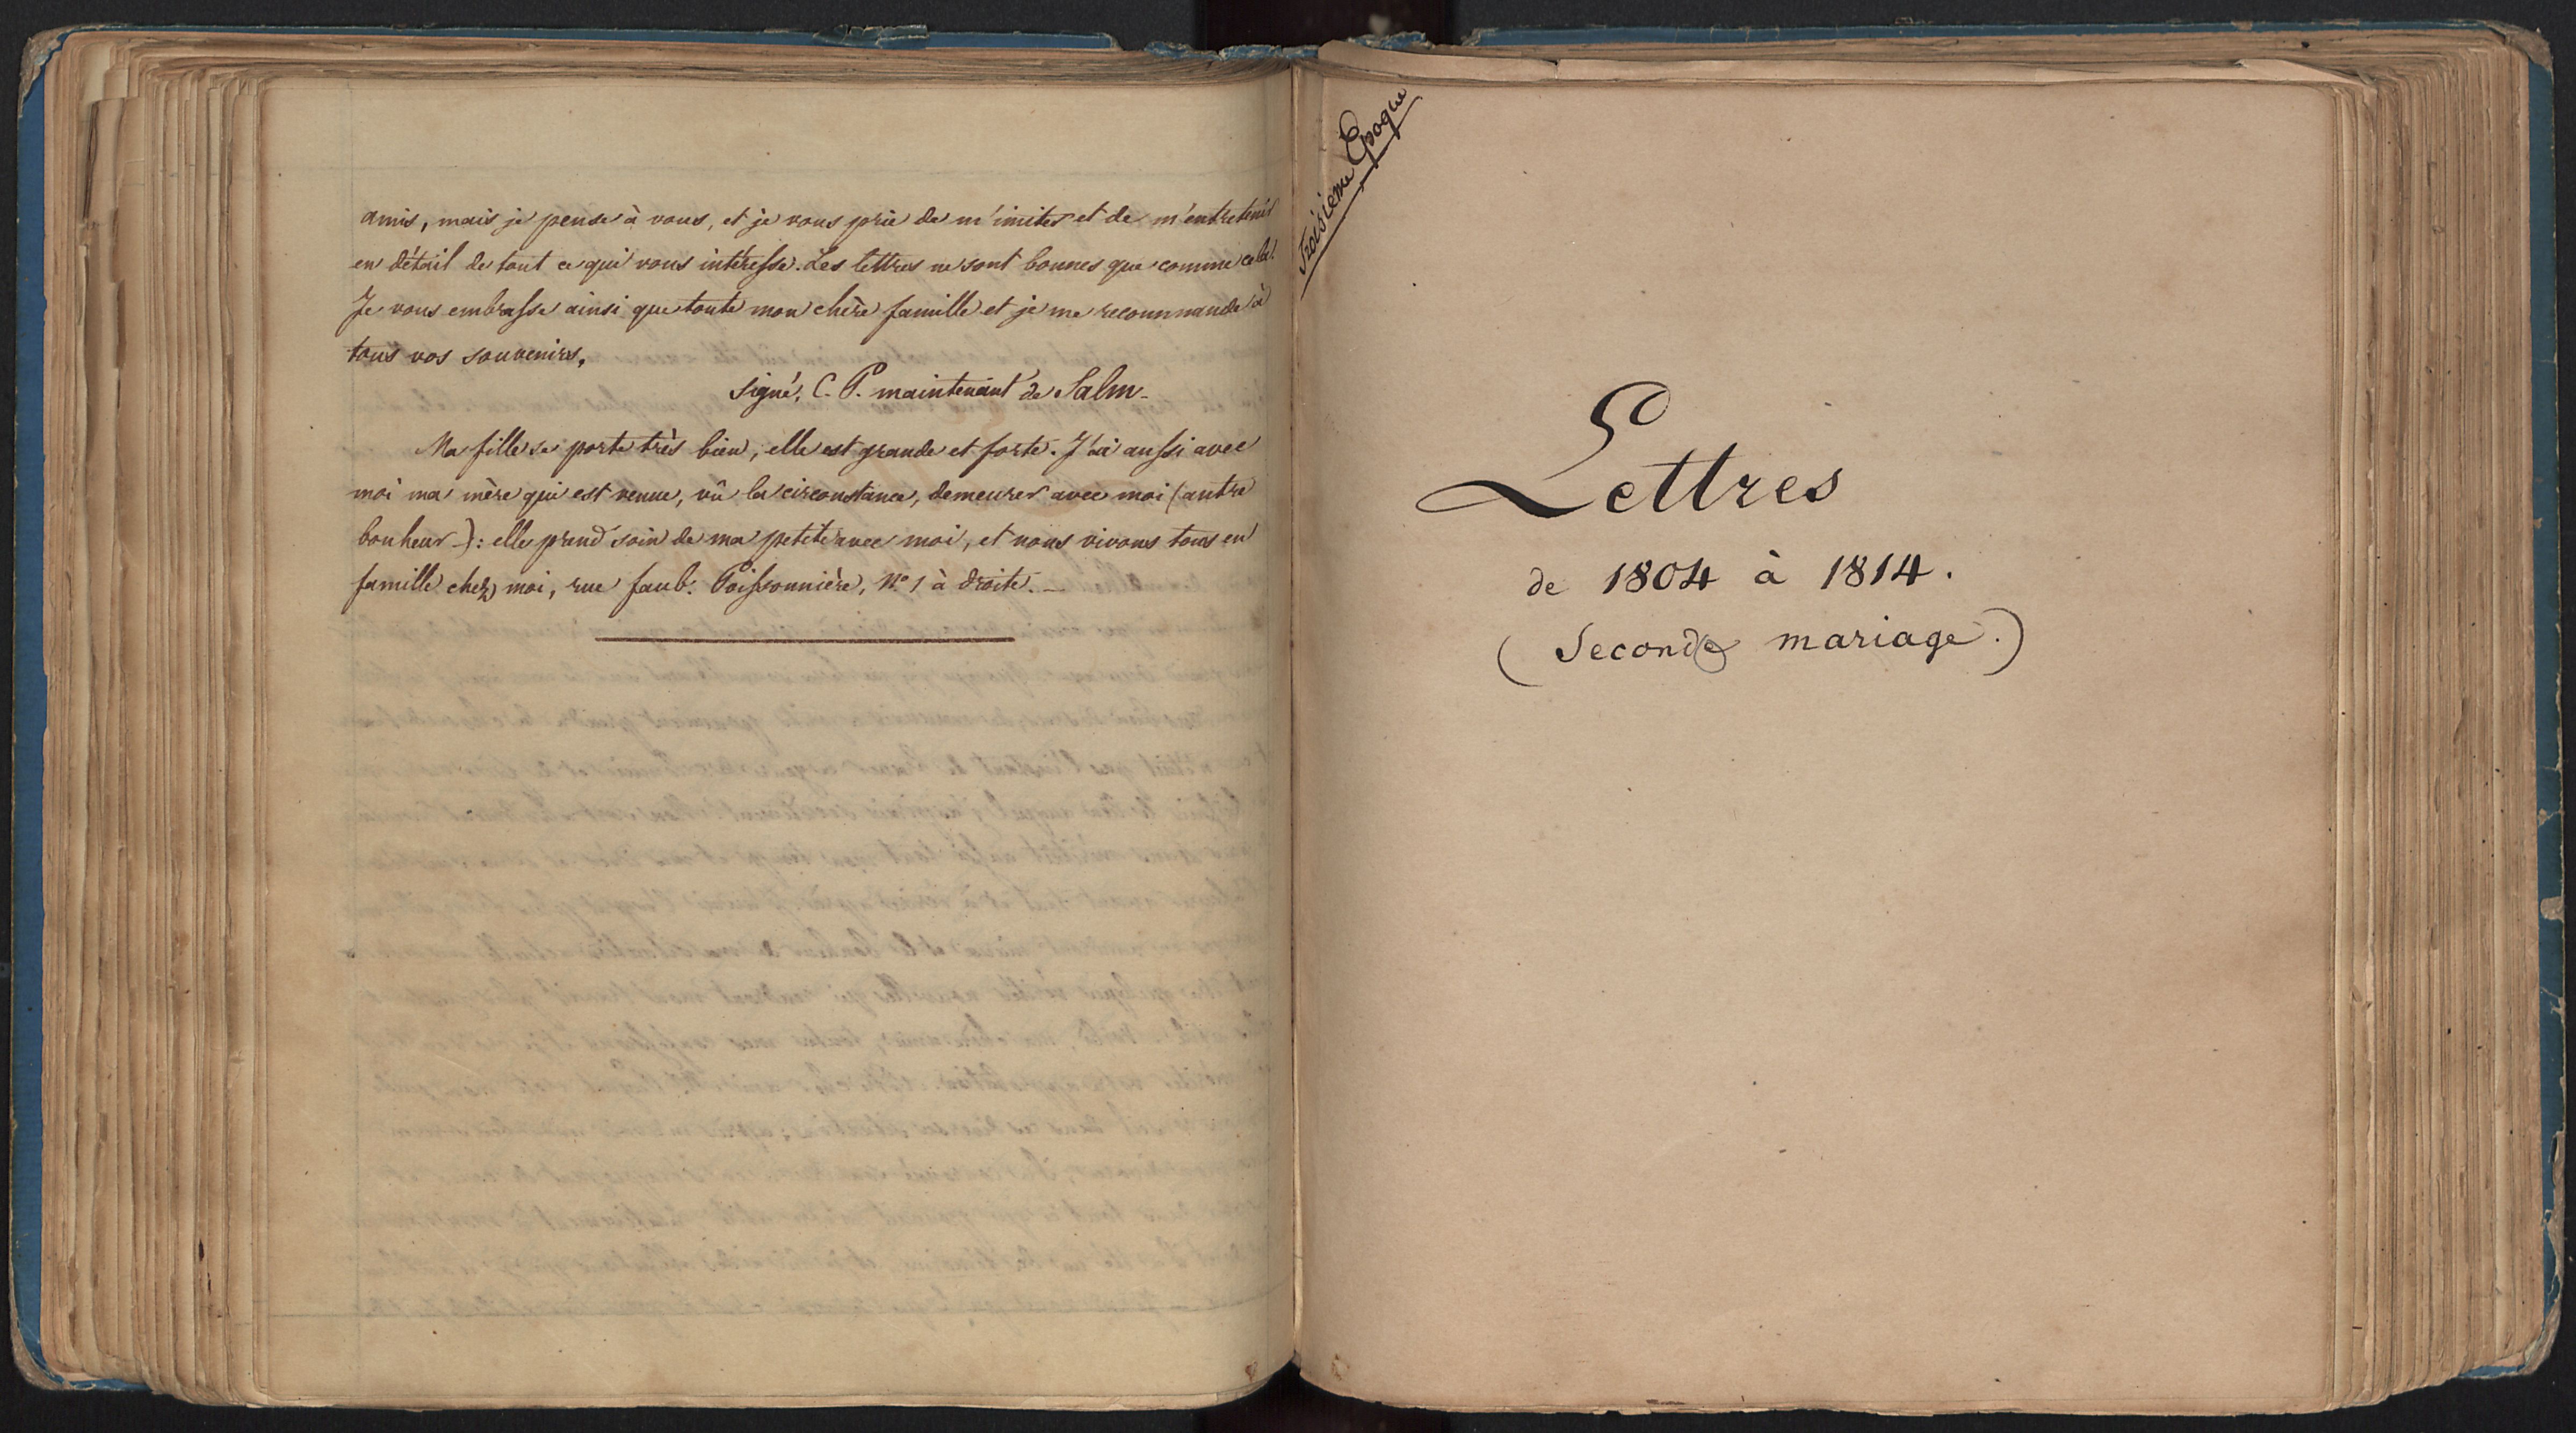 amis, mais je pense à vous, et je vous prie de m'imiter et de m'entretenir
en détail de tout ce qui vous intéresse. Les lettres ne sont bonnes que comme cela.
Je vous embrasse ainsi que toute mon chère famille et je me recommande à
tous vos souvenirs.
signé, C. P. maintenant de Salm.
Ma fille se porte très bien, elle est grande et forte. J'ai aussi avec
moi ma mère qui est venue, vû la circonstance, demeurer avec moi (autre
bonheur): elle prend soin de ma petite avec moi, et nous vivons tous en
famille chez moi, rue faub. Poissonnière, N.º 1 à droite. —
Troisième Epoque
Lettres
de 1804 à 1814.
(Second mariage.)